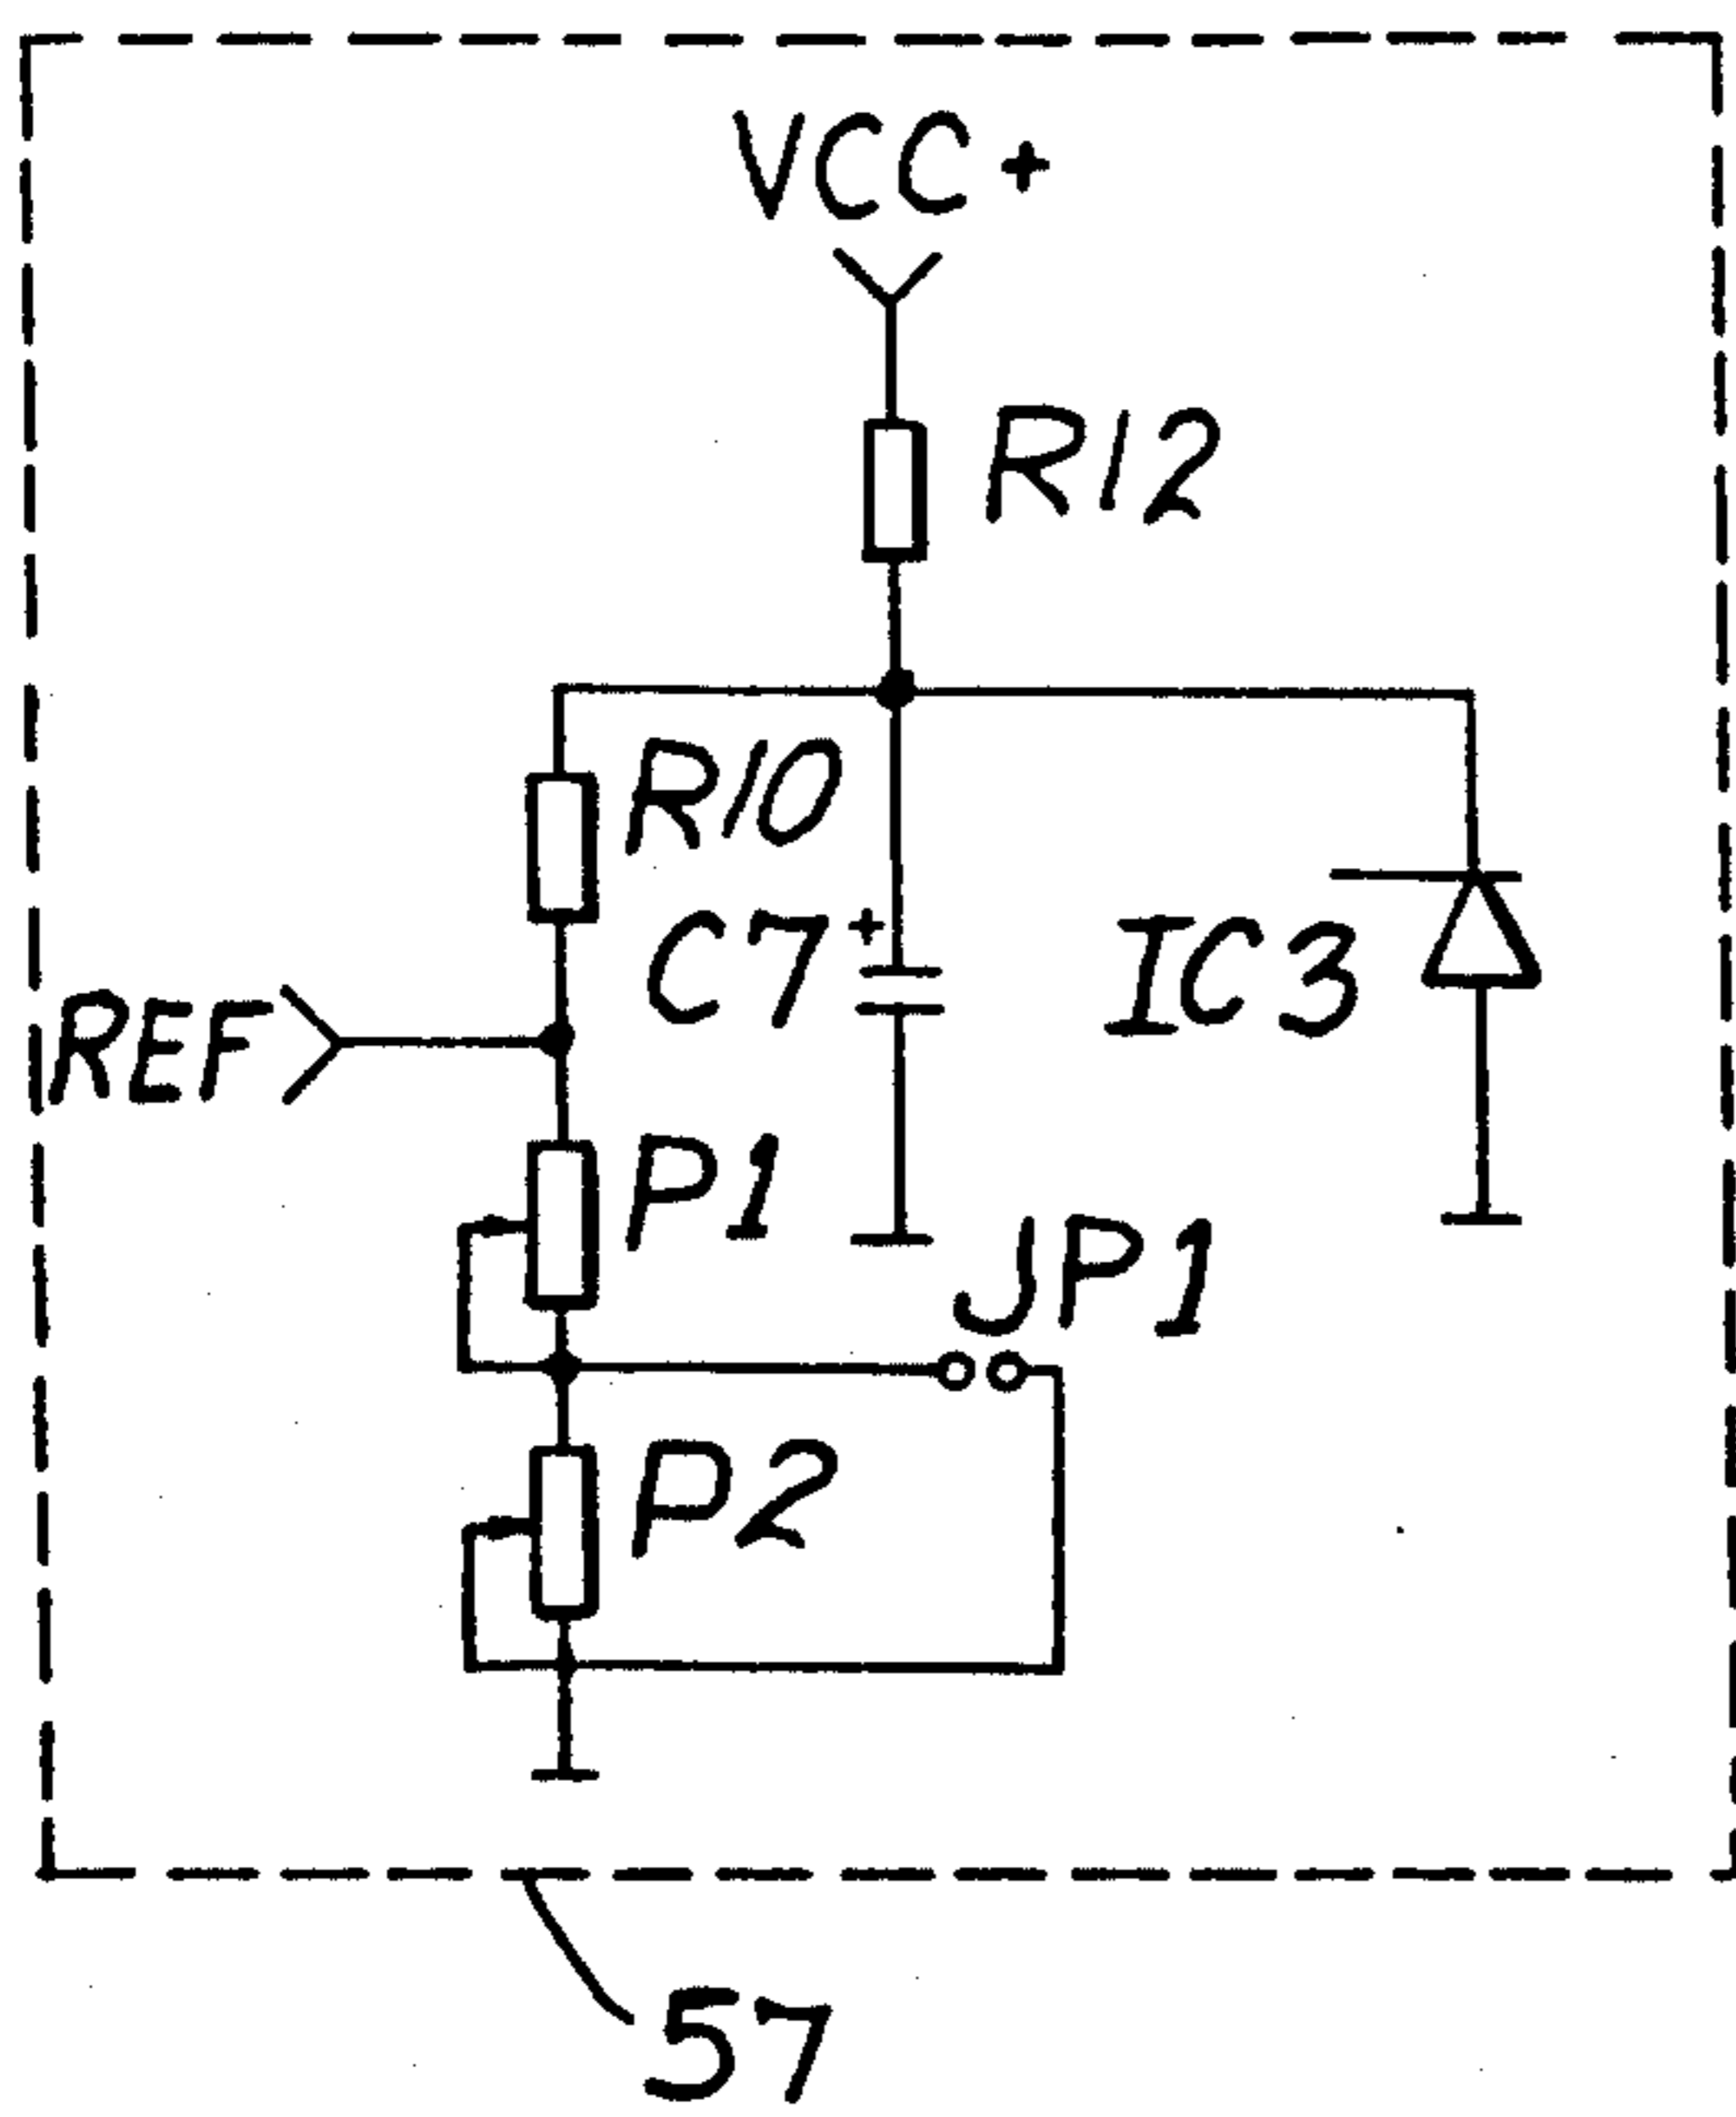 VCC+
R12
R10
C7+
IC3
REF
P1
JP1
P2
57